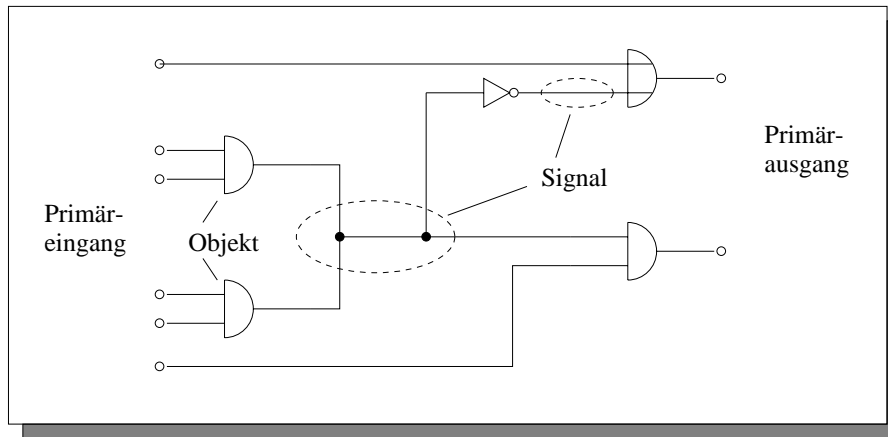 Primär-
ausgang
Signal
Primär-
eingang
Objekt